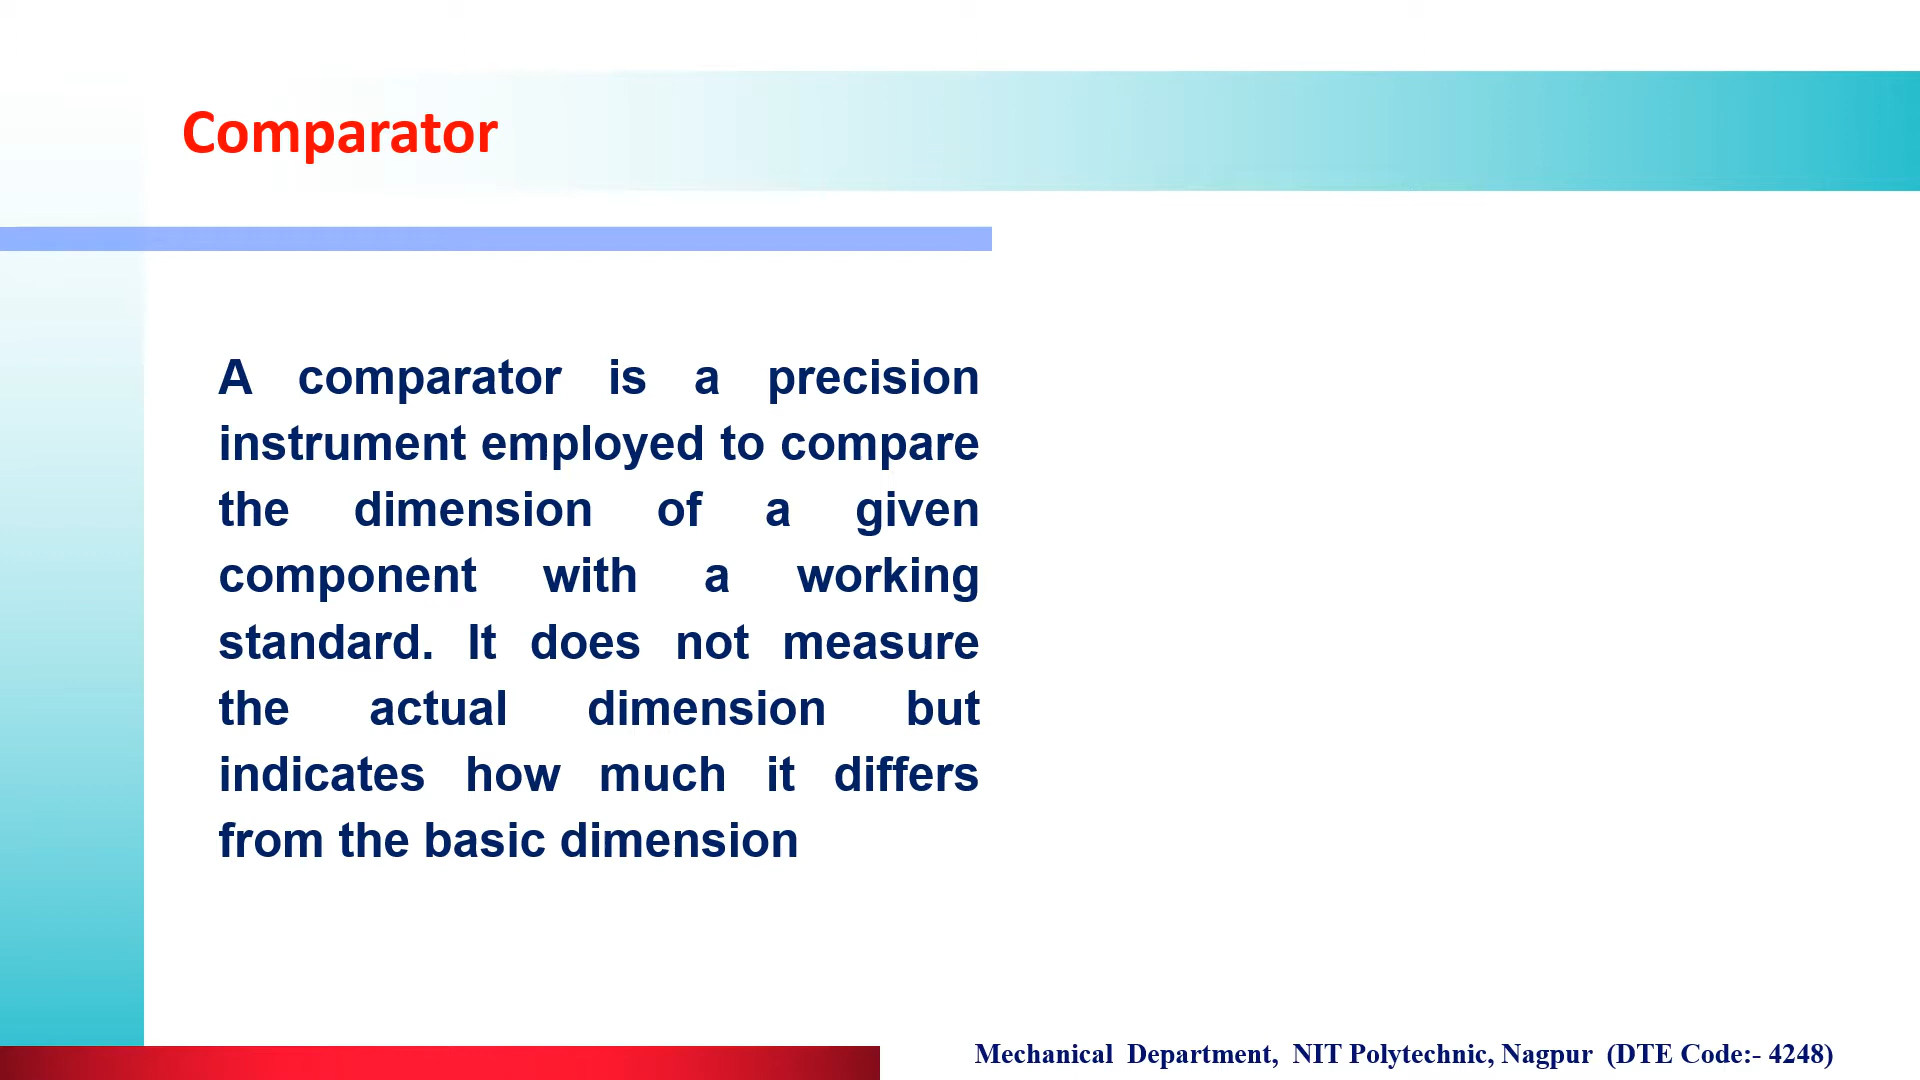 Comparator
A comparator is a precision
instrument employed to compare
the dimension of a given
component with a working
standard. It does not measure
the actual dimension but
indicates how much it differs
from the basic dimension
Mechanical Department, NIT Polytechnic, Nagpur (DTE Code:- 4248)